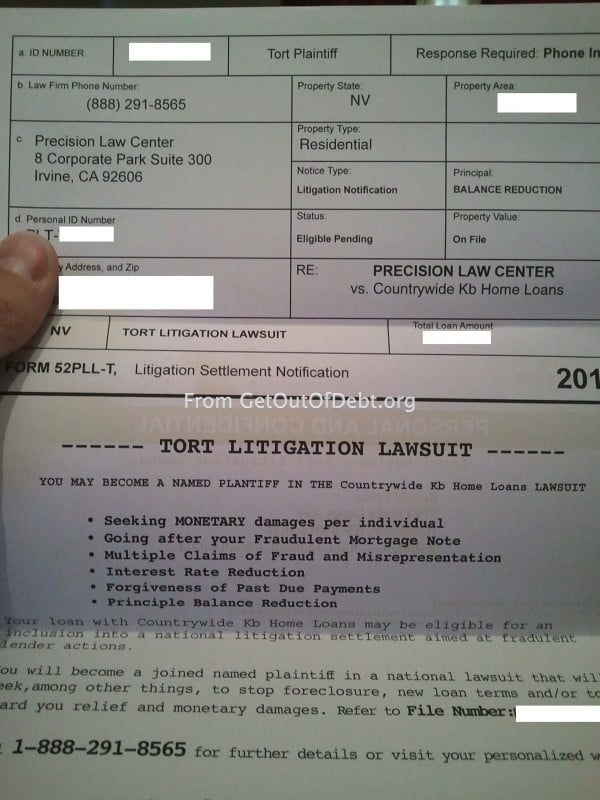 a. ID NUMBER
Tort Plaintiff
Response Required: Phone In
b. Law Firm Phone Number:
(888) 291-8565
Property State:
NV
Property Area:
c. Precision Law Center
8 Corporate Park Suite 300
Irvine, CA 92606
Property Type:
Residential
Notice Type:
Litigation Notification
Principal:
BALANCE REDUCTION
d. Personal ID Number
LT-
Status:
Eligible Pending
Property Value:
On File
y Address, and Zip
RE: PRECISION LAW CENTER
vs. Countrywide Kb Home Loans
NV
TORT LITIGATION LAWSUIT
Total Loan Amount
FORM 52PLL-T, Litigation Settlement Notification
201
From GetOutOfDebt.org
PERSONAL AND CONFIDENTIAL
------ TORT LITIGATION LAWSUIT ------
YOU MAY BECOME A NAMED PLANTIFF IN THE Countrywide Kb Home Loans LAWSUIT
• Seeking MONETARY damages per individual
• Going after your Fraudulent Mortgage Note
• Multiple Claims of Fraud and Misrepresentation
• Interest Rate Reduction
• Forgiveness of Past Due Payments
• Principle Balance Reduction
Your loan with Countrywide Kb Home Loans may be eligible for an
inclusion into a national litigation settlement aimed at fradulent
lender actions.
ou will become a joined named plaintiff in a national lawsuit that will
eek,among other things, to stop foreclosure, new loan terms and/or to
ard you relief and monetary damages. Refer to File Number:
1-888-291-8565 for further details or visit your personalized w